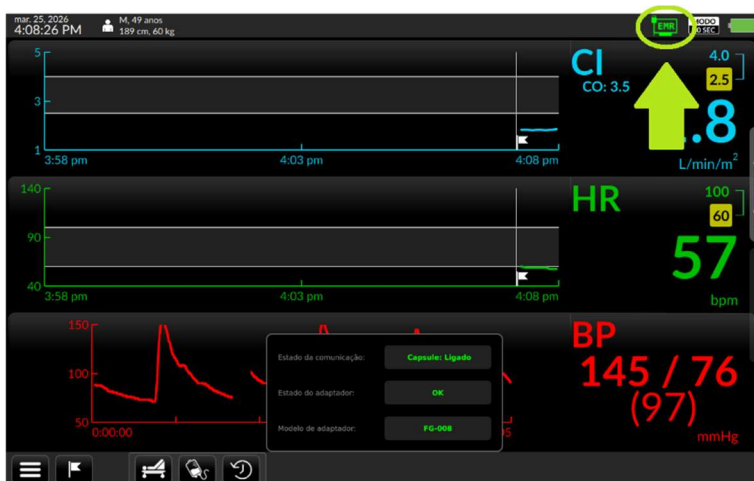 mar. 25, 2026
4:08:26 PM
M, 49 anos
189 cm, 60 kg
EMR
MODO
SEC
5
3
1
3:58 pm
4:03 pm
4:08 pm
CI
CO: 3.5
4.0
2.5
.8
L/min/m²
140
90
40
3:58 pm
4:03 pm
4:08 pm
HR
100
60
57
bpm
150
100
50
0:00:00
05
BP
145 / 76
(97)
mmHg
Estado da comunicação:
Capsule: Ligado
Estado do adaptador:
OK
Modelo de adaptador:
FG-008